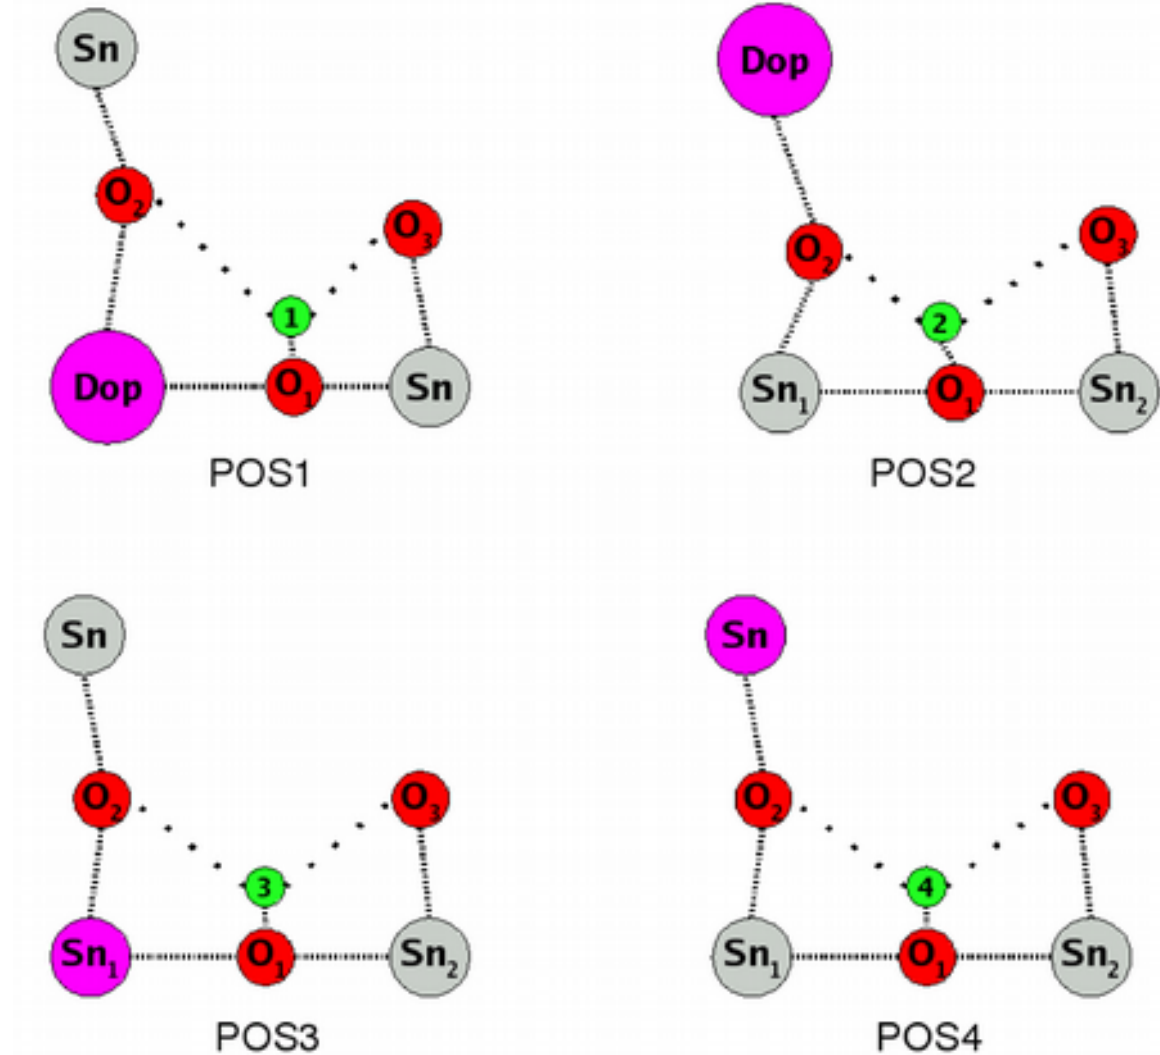 Sn
Dop
O₂
O₃
1
Dop
O₁
Sn
POS1
O₂
O₃
2
Sn₁
O₁
Sn₂
POS2
Sn
Sn
O₂
O₃
3
Sn₁
O₁
Sn₂
POS3
O₂
O₃
4
Sn₁
O₁
Sn₂
POS4